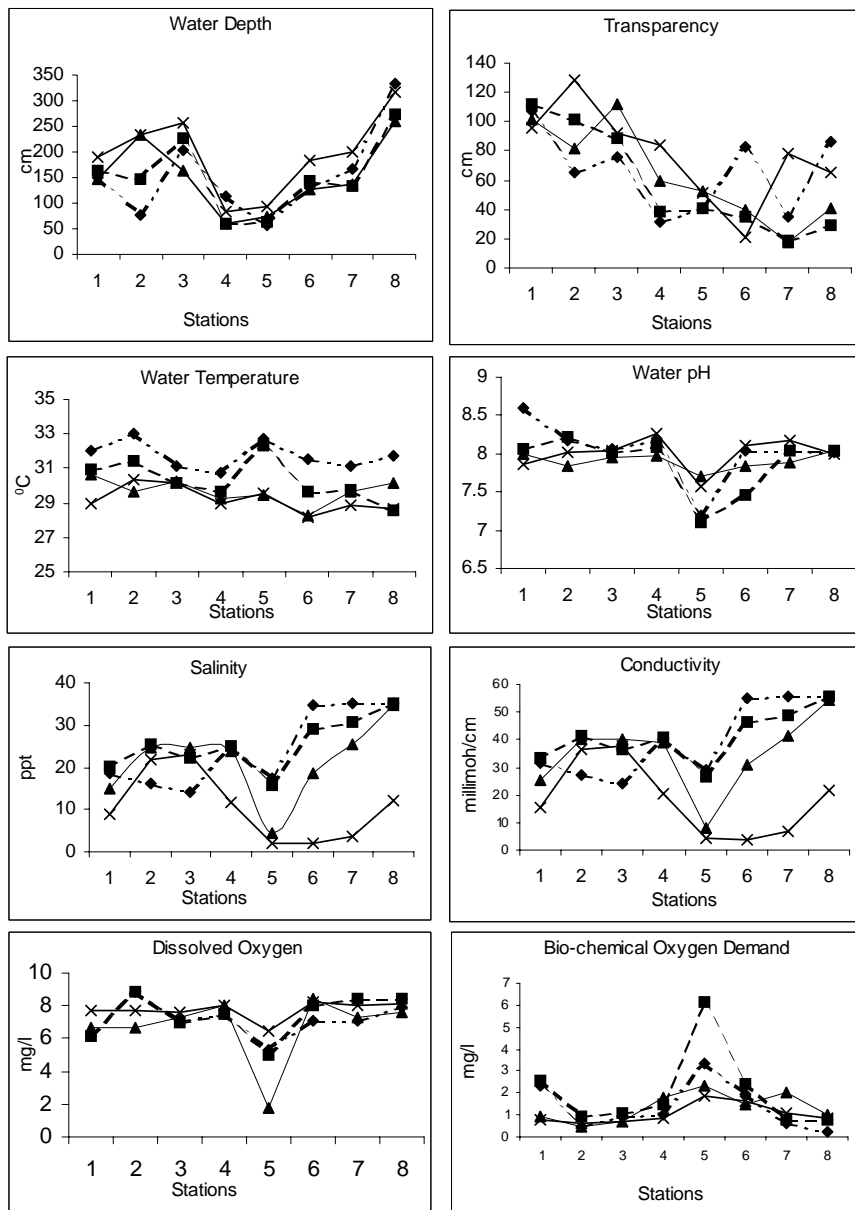 Water Depth
350
300
250
200
150
100
50
0
cm
1 2 3 4 5 6 7 8
Stations
Transparency
140
120
100
80
60
40
20
0
cm
1 2 3 4 5 6 7 8
Staions
Water Temperature
35
33
31
29
27
25
⁰C
1 2 3 4 5 6 7 8
Stations
Water pH
9
8.5
8
7.5
7
6.5
1 2 3 4 5 6 7 8
Stations
Salinity
40
30
20
10
0
ppt
1 2 3 4 5 6 7 8
Stations
Conductivity
60
50
40
30
20
10
0
millimoh/cm
1 2 3 4 5 6 7 8
Stations
Dissolved Oxygen
10
8
6
4
2
0
mg/l
1 2 3 4 5 6 7 8
Stations
Bio-chemical Oxygen Demand
7
6
5
4
3
2
1
0
mg/l
1 2 3 4 5 6 7 8
Stations